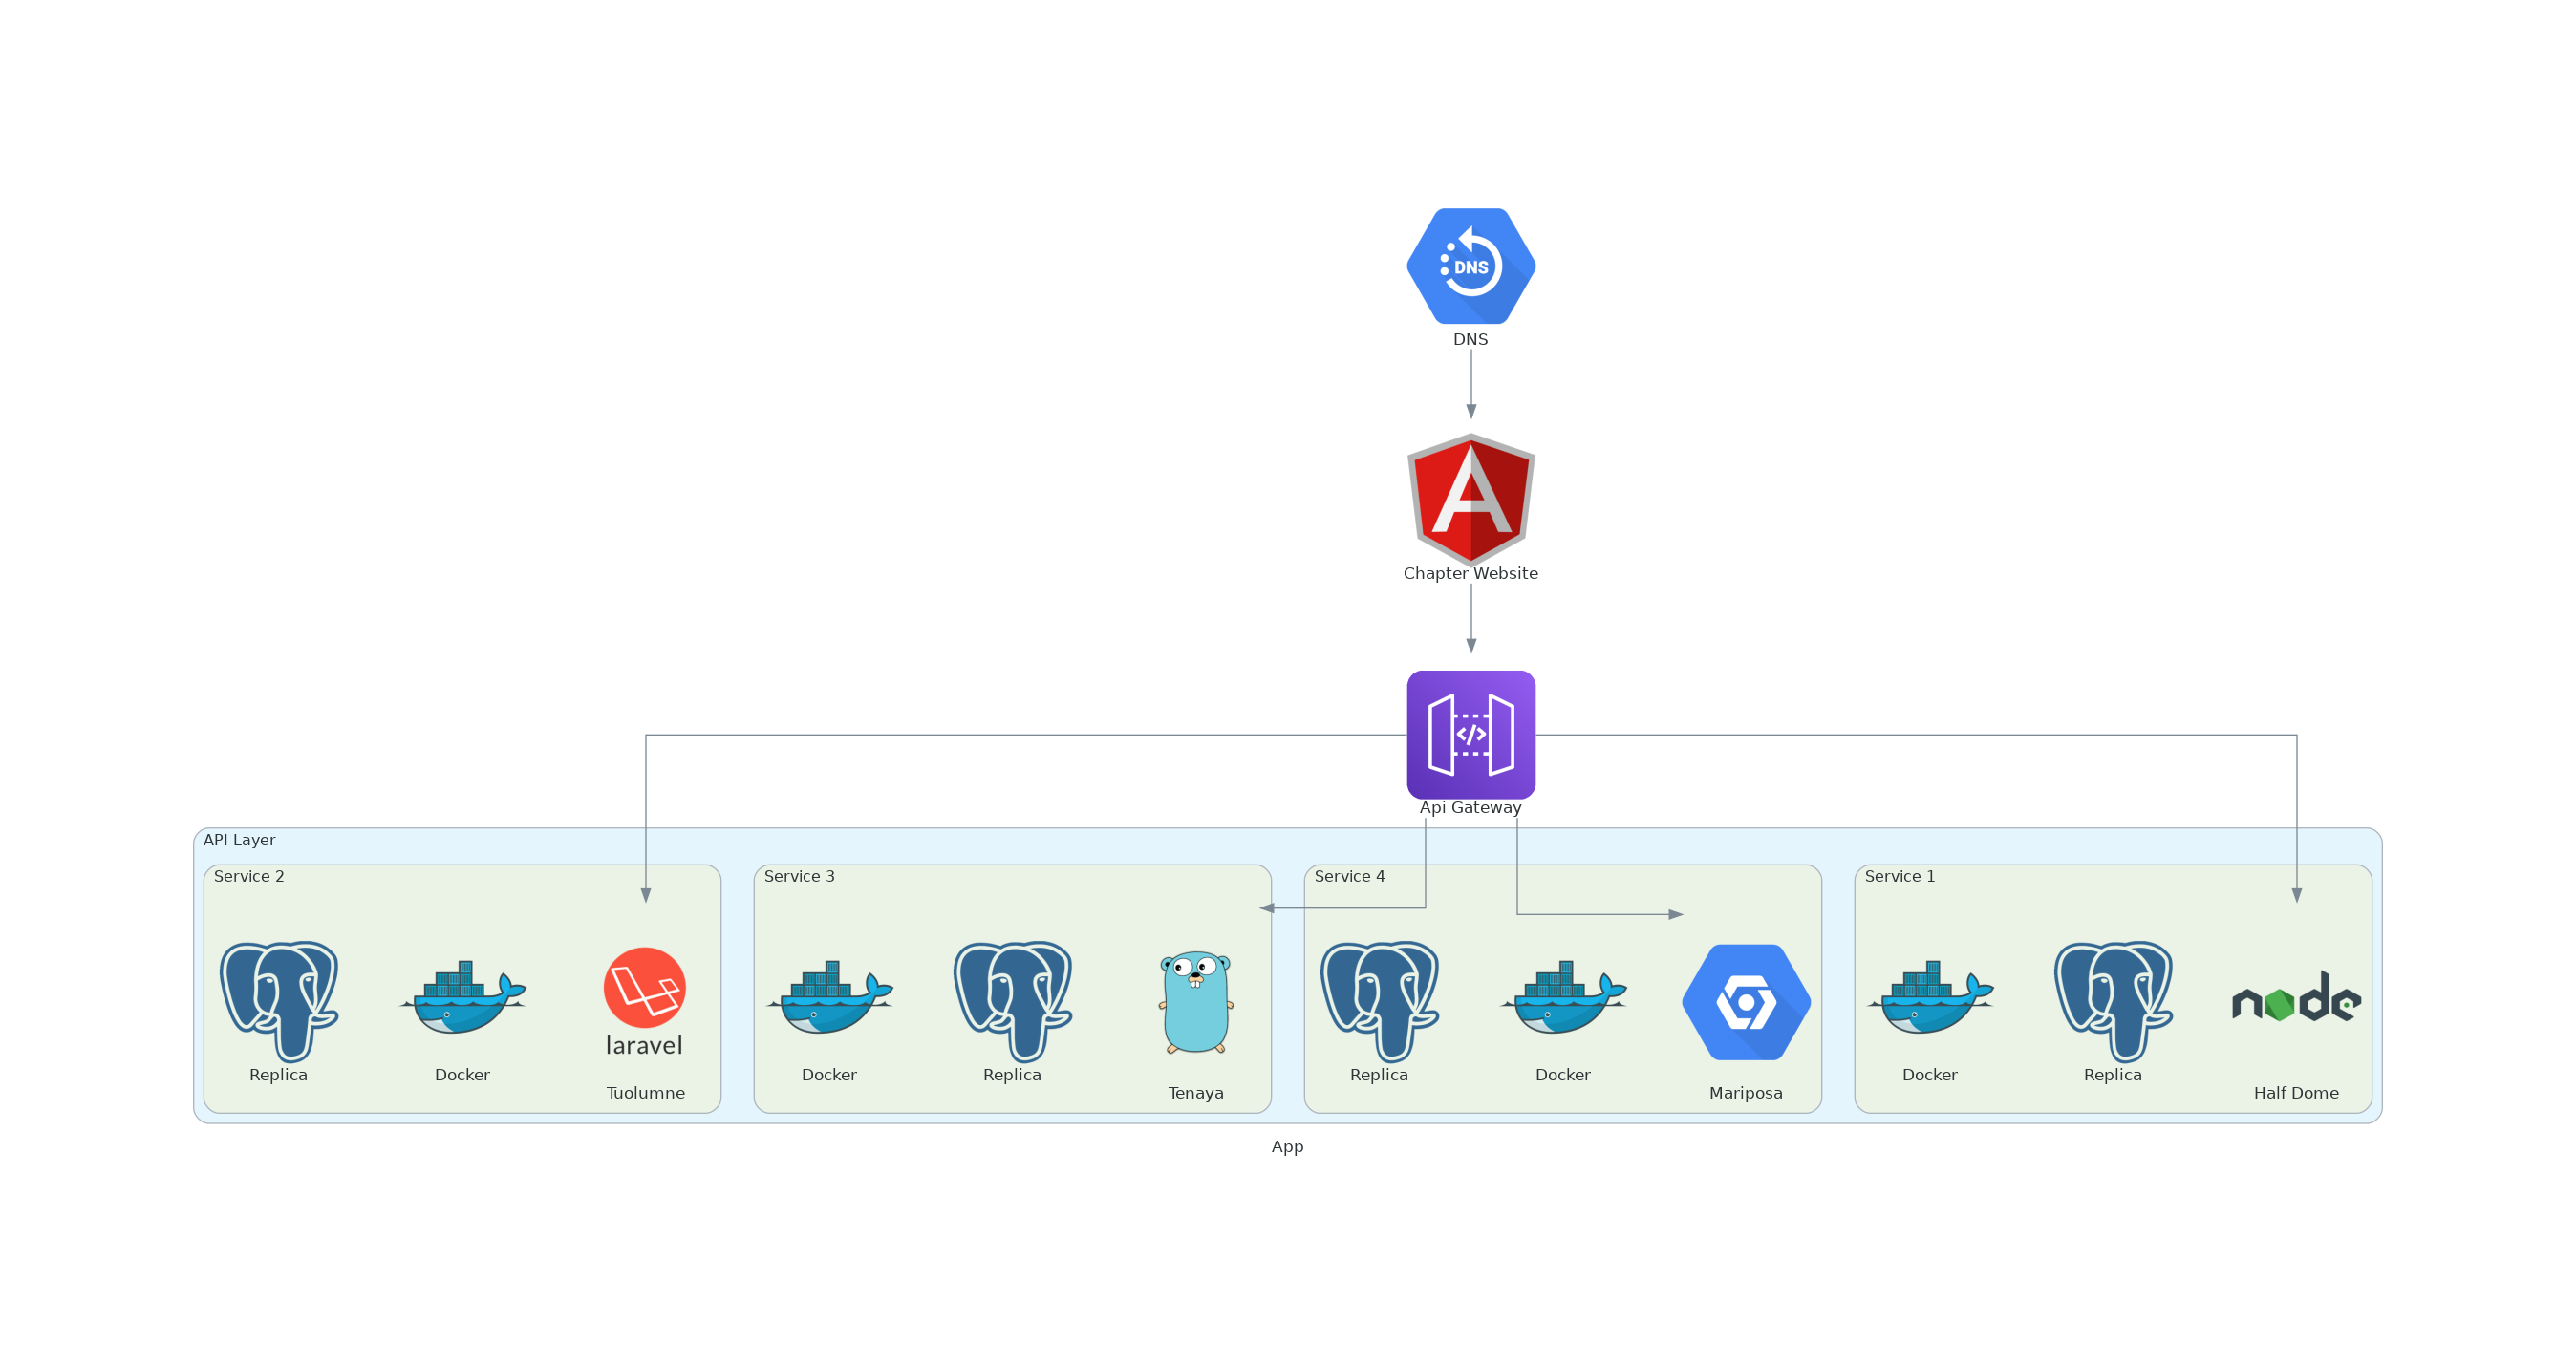 DNS
DNS
Chapter Website
</>
Api Gateway
API Layer
Service 2
Service 3
Service 4
Service 1
laravel
node
Replica
Docker
Tuolumne
Docker
Replica
Tenaya
Replica
Docker
Mariposa
Docker
Replica
Half Dome
App